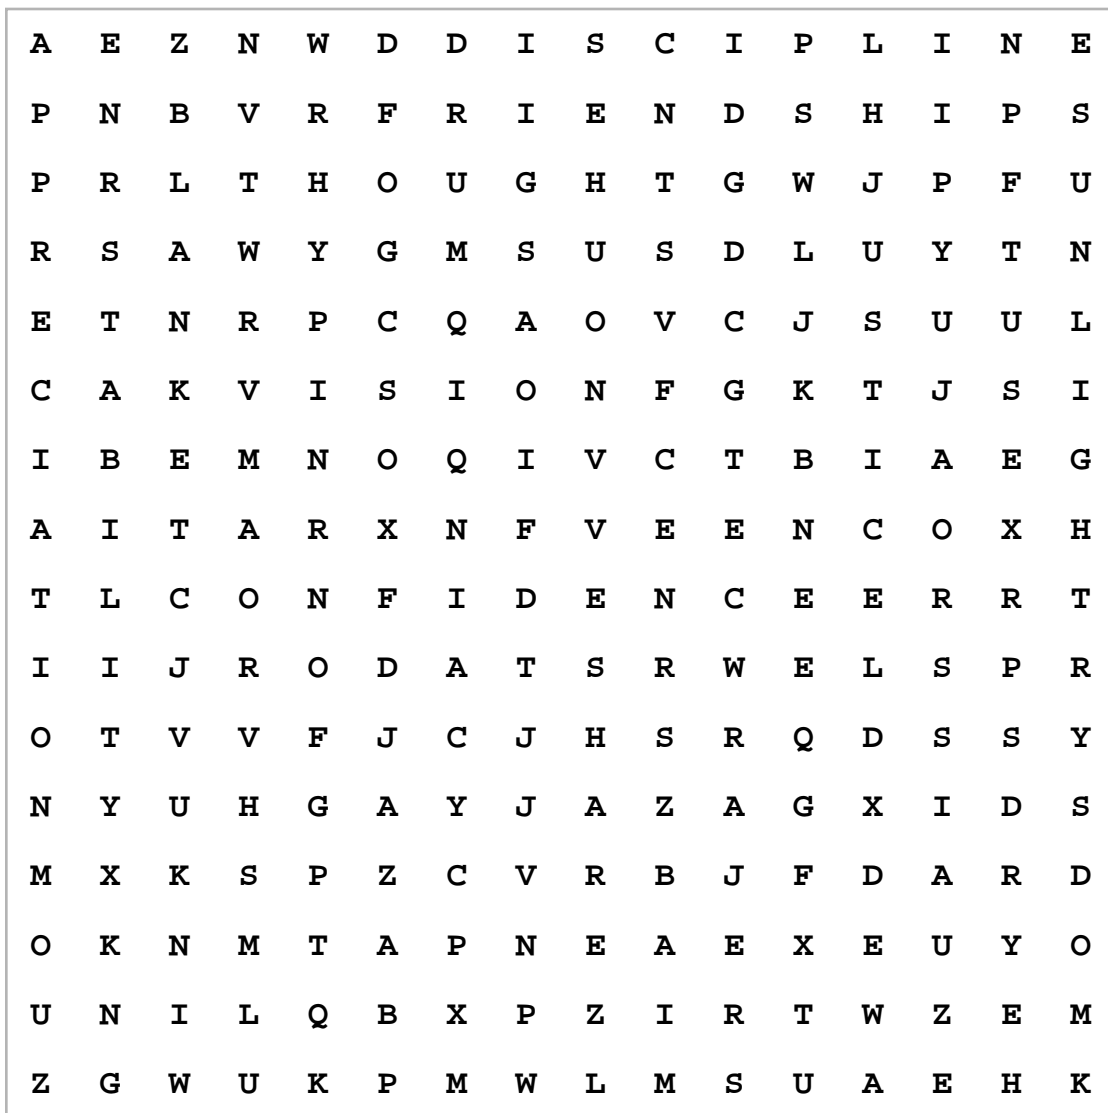 A E Z N W D D I S C I P L I N E
P N B V R F R I E N D S H I P S
P R L T H O U G H T G W J P F U
R S A W Y G M S U S D L U Y T N
E T N R P C Q A O V C J S U U L
C A K V I S I O N F G K T J S I
I B E M N O Q I V C T B I A E G
A I T A R X N F V E E N C O X H
T L C O N F I D E N C E E R R T
I I J R O D A T S R W E L S P R
O T V V F J C J H S R Q D S S Y
N Y U H G A Y J A Z A G X I D S
M X K S P Z C V R B J F D A R D
O K N M T A P N E A E X E U Y O
U N I L Q B X P Z I R T W Z E M
Z G W U K P M W L M S U A E H K